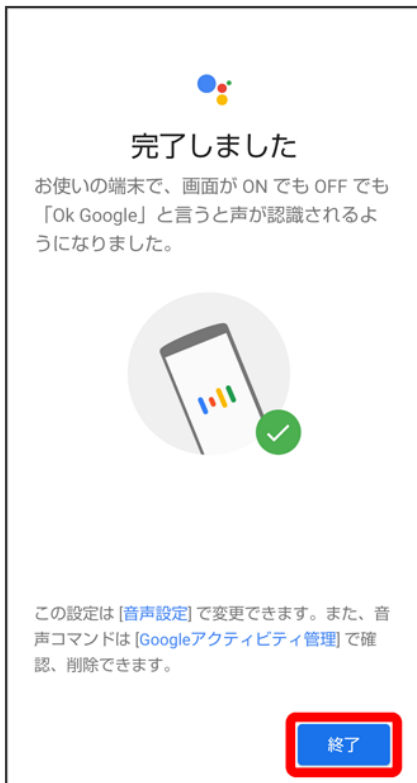 完了しました
お使いの端末で、画面が ON でも OFF でも
「Ok Google」と言うと声が認識されるよ
うになりました。
この設定は [音声設定] で変更できます。また、音
声コマンドは [Googleアクティビティ管理] で確
認、削除できます。
終了